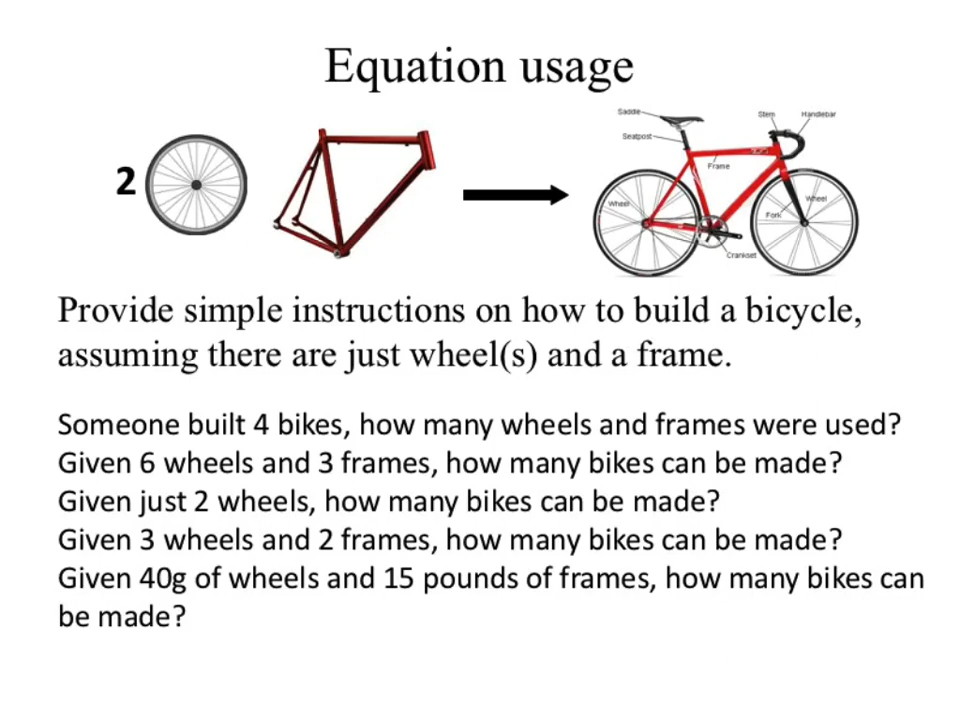 Equation usage
2
Saddle
Stem
Handlebar
Seatpost
Frame
Wheel
Wheel
Fork
Crankset
Provide simple instructions on how to build a bicycle,
assuming there are just wheel(s) and a frame.
Someone built 4 bikes, how many wheels and frames were used?
Given 6 wheels and 3 frames, how many bikes can be made?
Given just 2 wheels, how many bikes can be made?
Given 3 wheels and 2 frames, how many bikes can be made?
Given 40g of wheels and 15 pounds of frames, how many bikes can
be made?